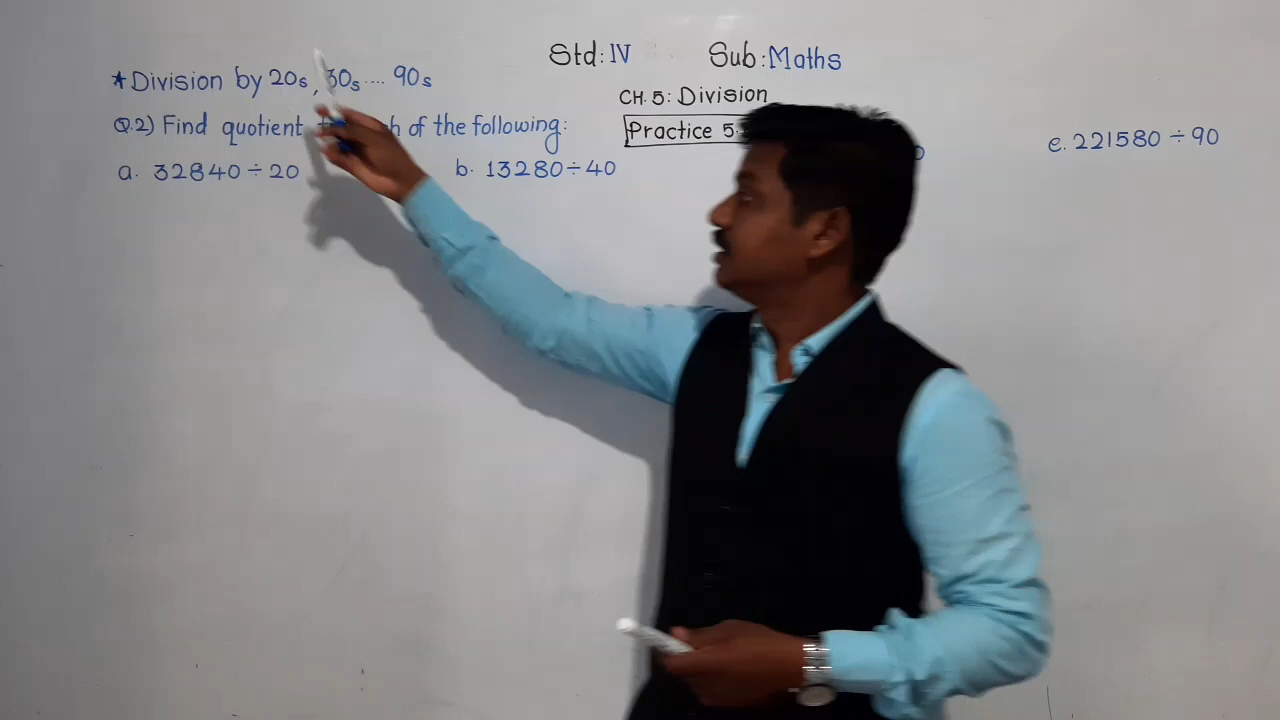 Std: IV Sub: Maths
* Division by 20s, 30s .... 90s
CH. 5: Division
Q.2) Find quotient of the following:
Practice 5.
a. 32840 ÷ 20 b. 13280 ÷ 40 e. 221580 ÷ 90